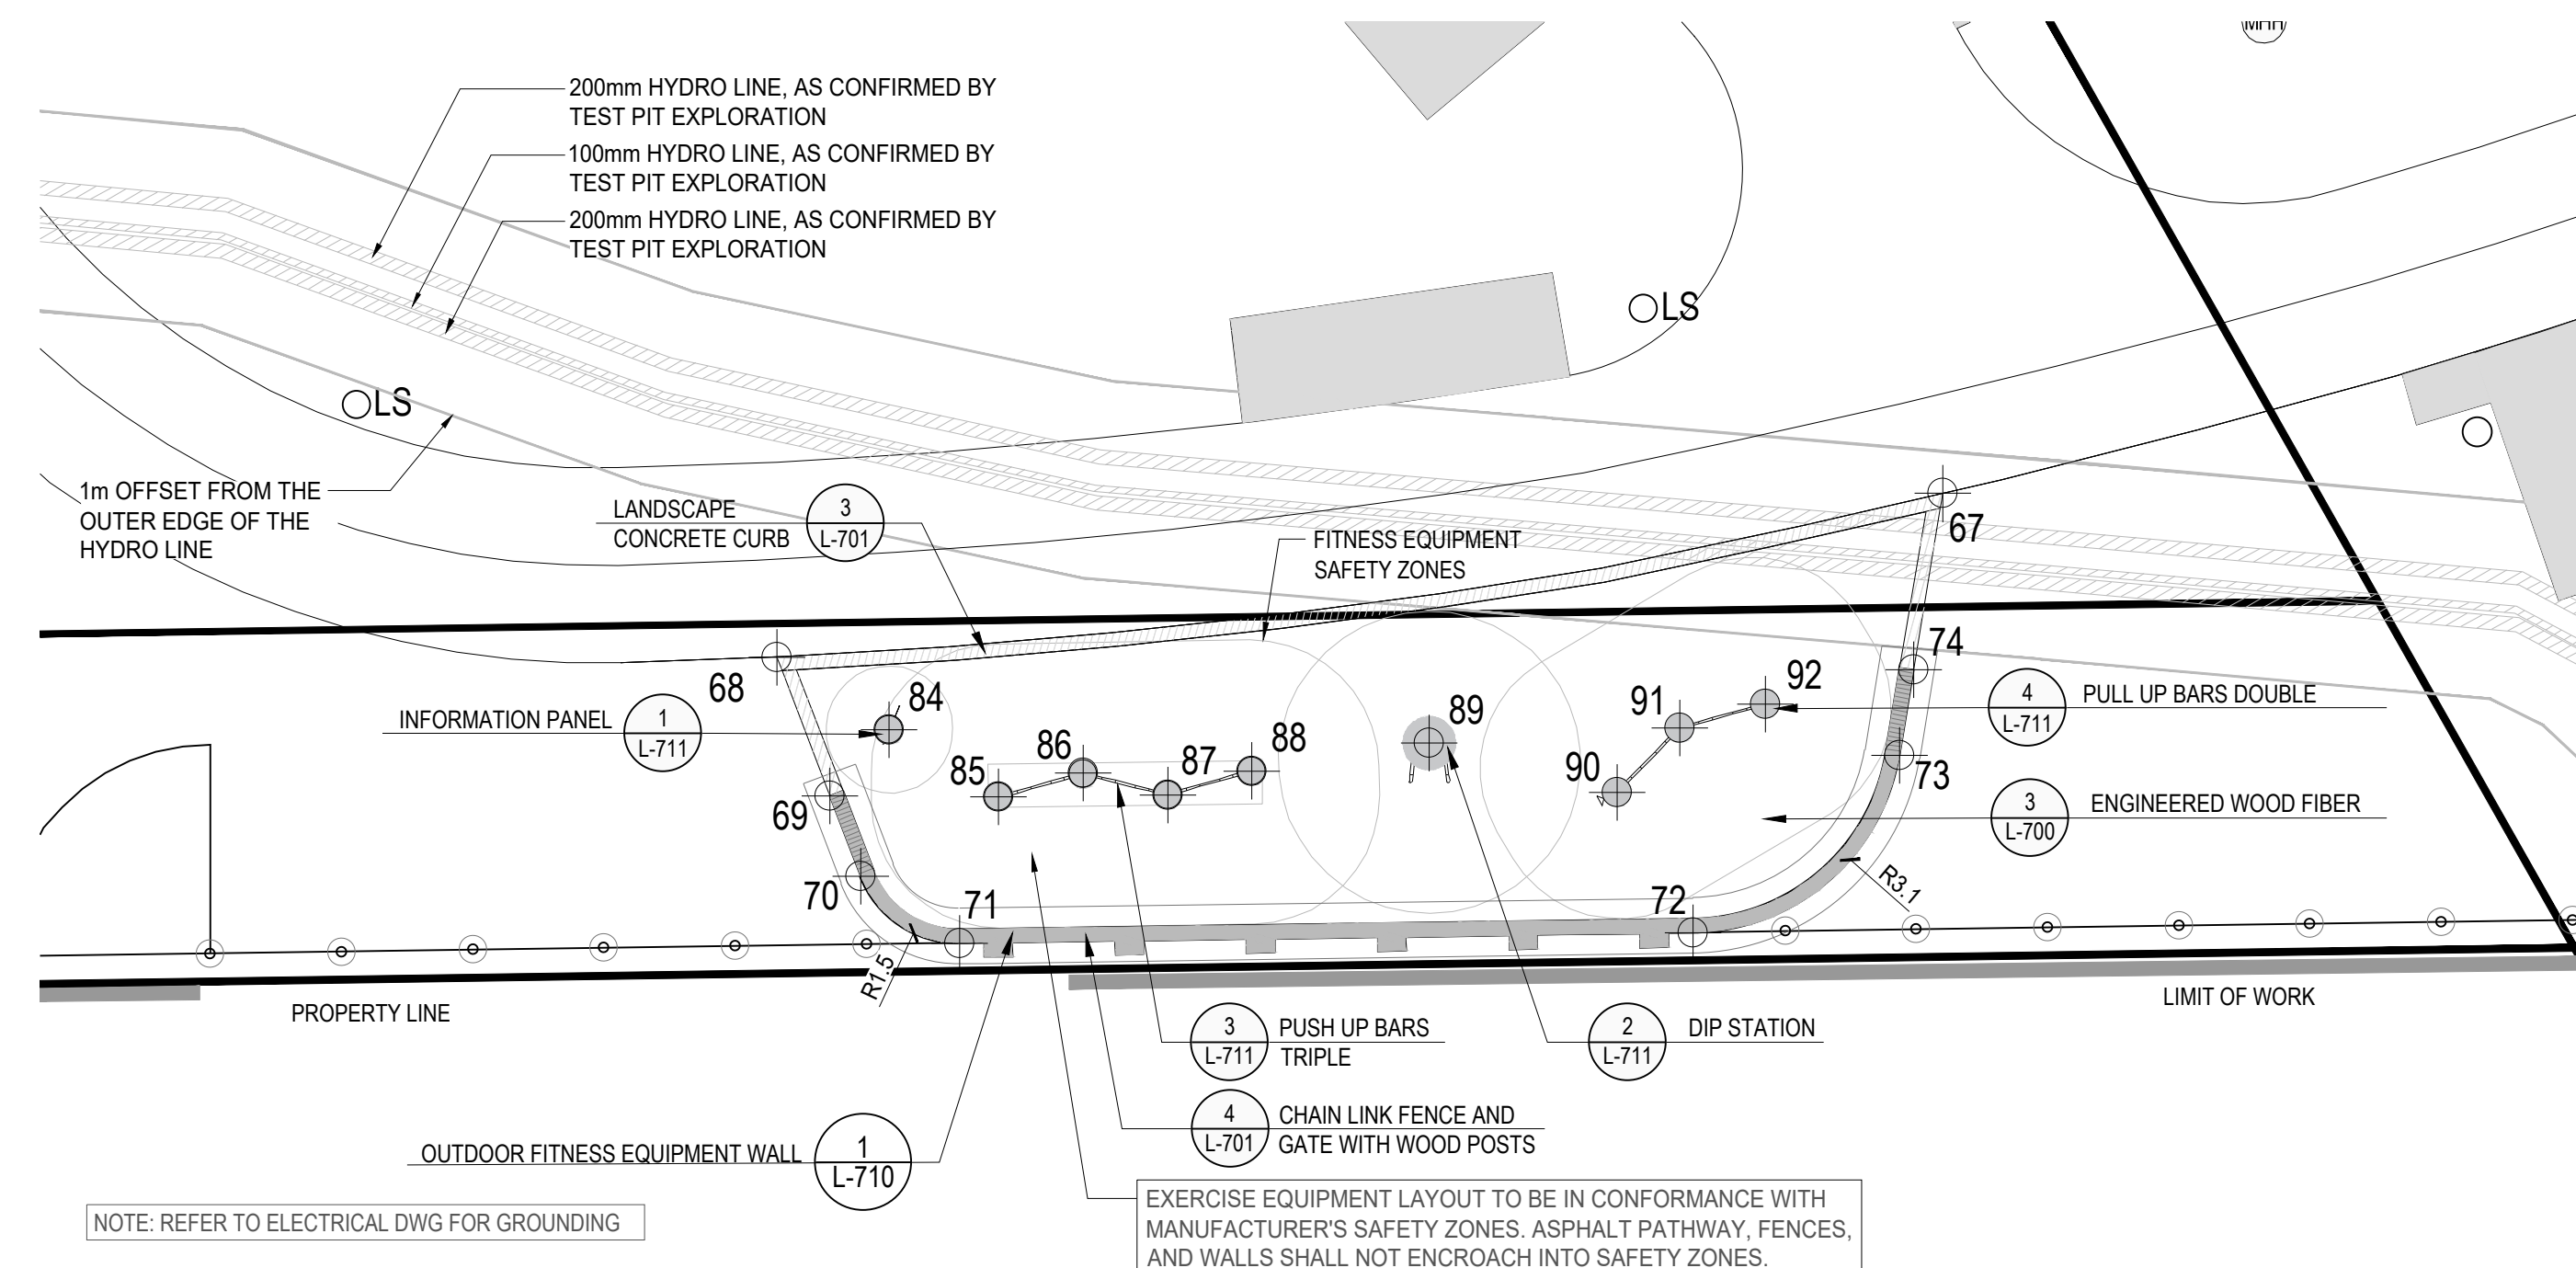 MHH
200mm HYDRO LINE, AS CONFIRMED BY
TEST PIT EXPLORATION
100mm HYDRO LINE, AS CONFIRMED BY
TEST PIT EXPLORATION
200mm HYDRO LINE, AS CONFIRMED BY
TEST PIT EXPLORATION
LS
LS
1m OFFSET FROM THE
OUTER EDGE OF THE
HYDRO LINE
LANDSCAPE
CONCRETE CURB
3
L-701
FITNESS EQUIPMENT
SAFETY ZONES
67
68
74
INFORMATION PANEL
1
L-711
84
85
86
87
88
89
90
91
92
4
L-711
PULL UP BARS DOUBLE
73
3
L-700
ENGINEERED WOOD FIBER
69
70
71
72
R3.1
R1.5
PROPERTY LINE
LIMIT OF WORK
3
L-711
PUSH UP BARS
TRIPLE
2
L-711
DIP STATION
4
L-701
CHAIN LINK FENCE AND
GATE WITH WOOD POSTS
OUTDOOR FITNESS EQUIPMENT WALL
1
L-710
NOTE: REFER TO ELECTRICAL DWG FOR GROUNDING
EXERCISE EQUIPMENT LAYOUT TO BE IN CONFORMANCE WITH
MANUFACTURER'S SAFETY ZONES. ASPHALT PATHWAY, FENCES,
AND WALLS SHALL NOT ENCROACH INTO SAFETY ZONES.